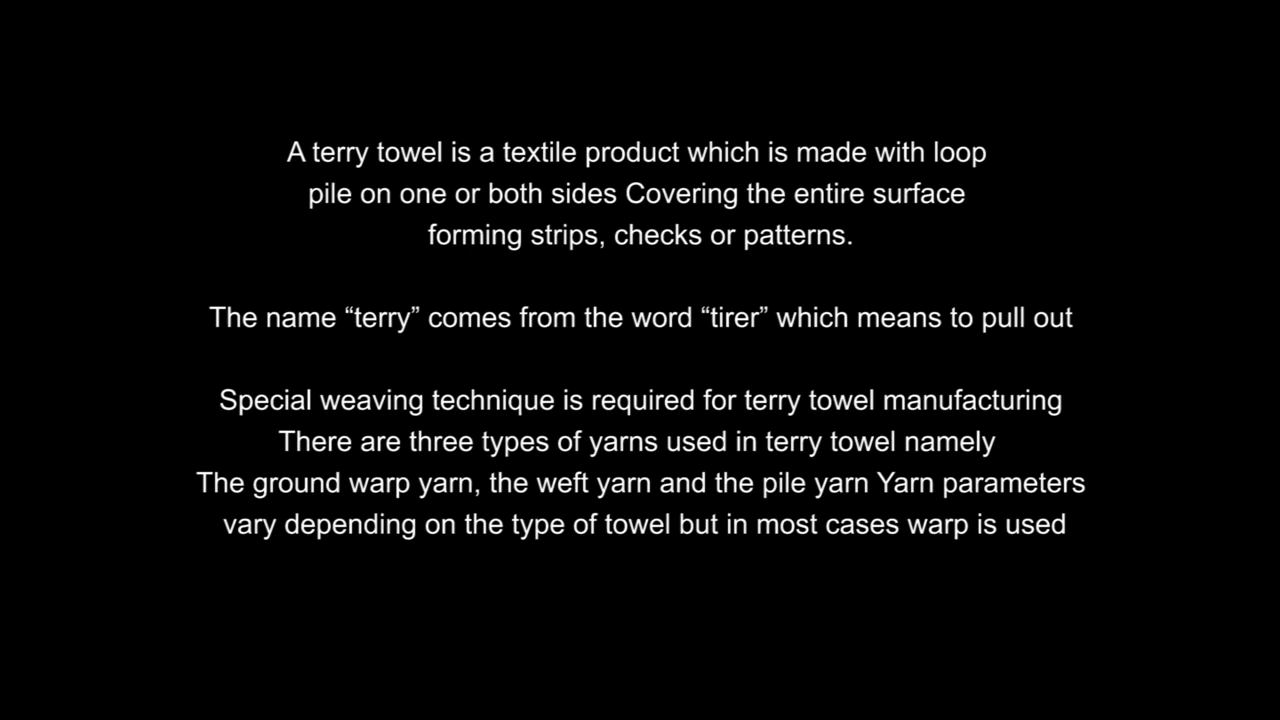 A terry towel is a textile product which is made with loop
pile on one or both sides Covering the entire surface
forming strips, checks or patterns.
The name “terry” comes from the word “tirer” which means to pull out
Special weaving technique is required for terry towel manufacturing
There are three types of yarns used in terry towel namely
The ground warp yarn, the weft yarn and the pile yarn Yarn parameters
vary depending on the type of towel but in most cases warp is used